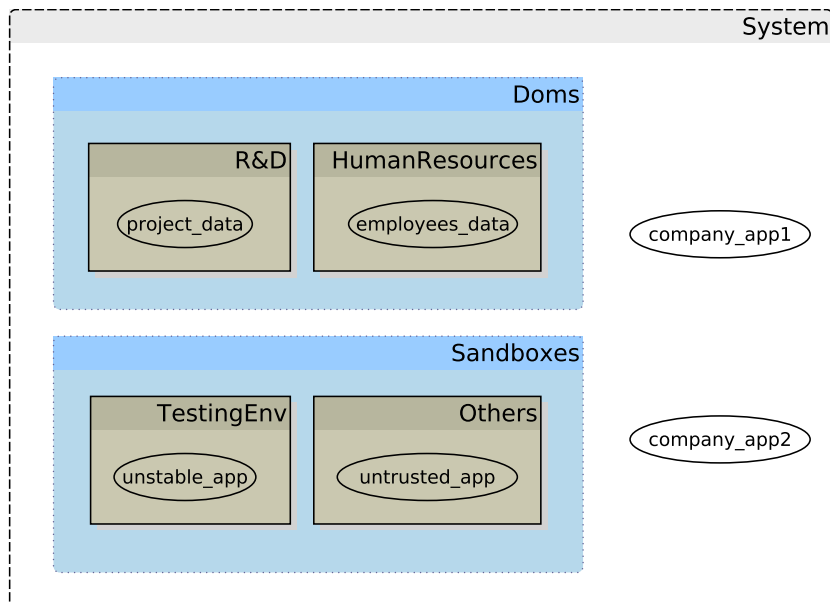 System
Doms
R&D
HumanResources
project_data
employees_data
company_app1
Sandboxes
TestingEnv
Others
company_app2
unstable_app
untrusted_app